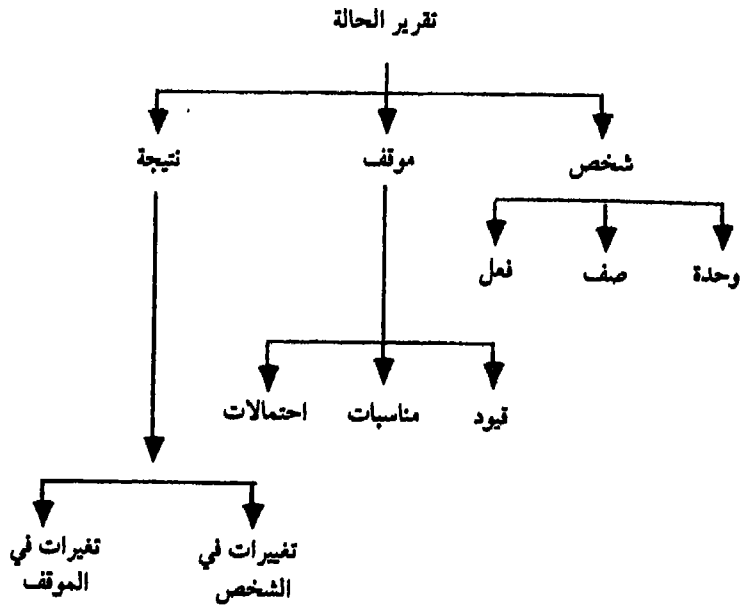 تقرير الحالة
شخص
موقف
نتيجة
وحدة
صف
فعل
قيود
مناسبات
احتمالات
تغييرات في
الشخص
تغيرات في
الموقف